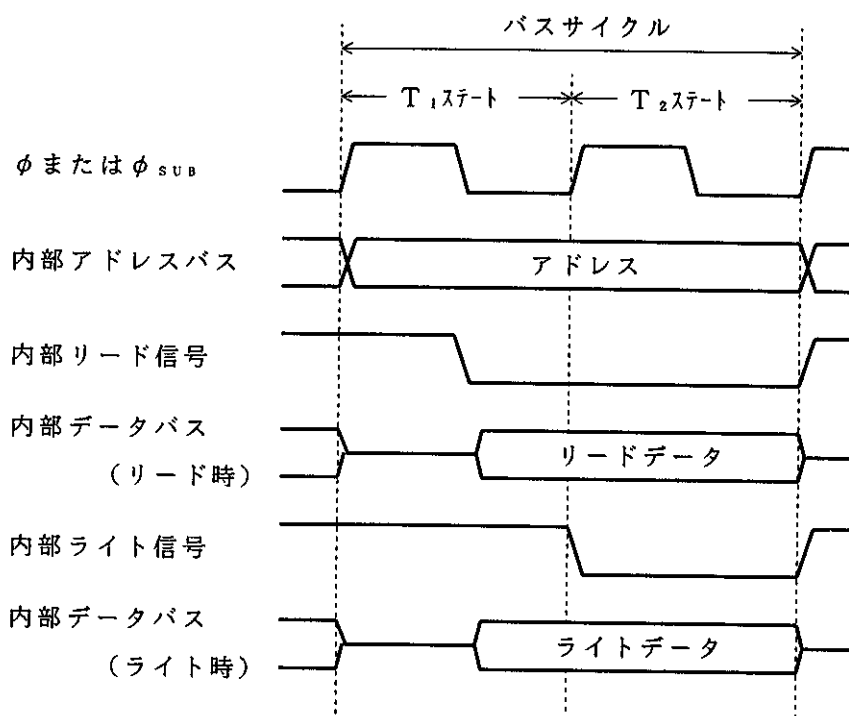 バスサイクル
T₁ステート T₂ステート
φまたはφSUB
内部アドレスバス アドレス
内部リード信号
内部データバス
(リード時) リードデータ
内部ライト信号
内部データバス
(ライト時) ライトデータ